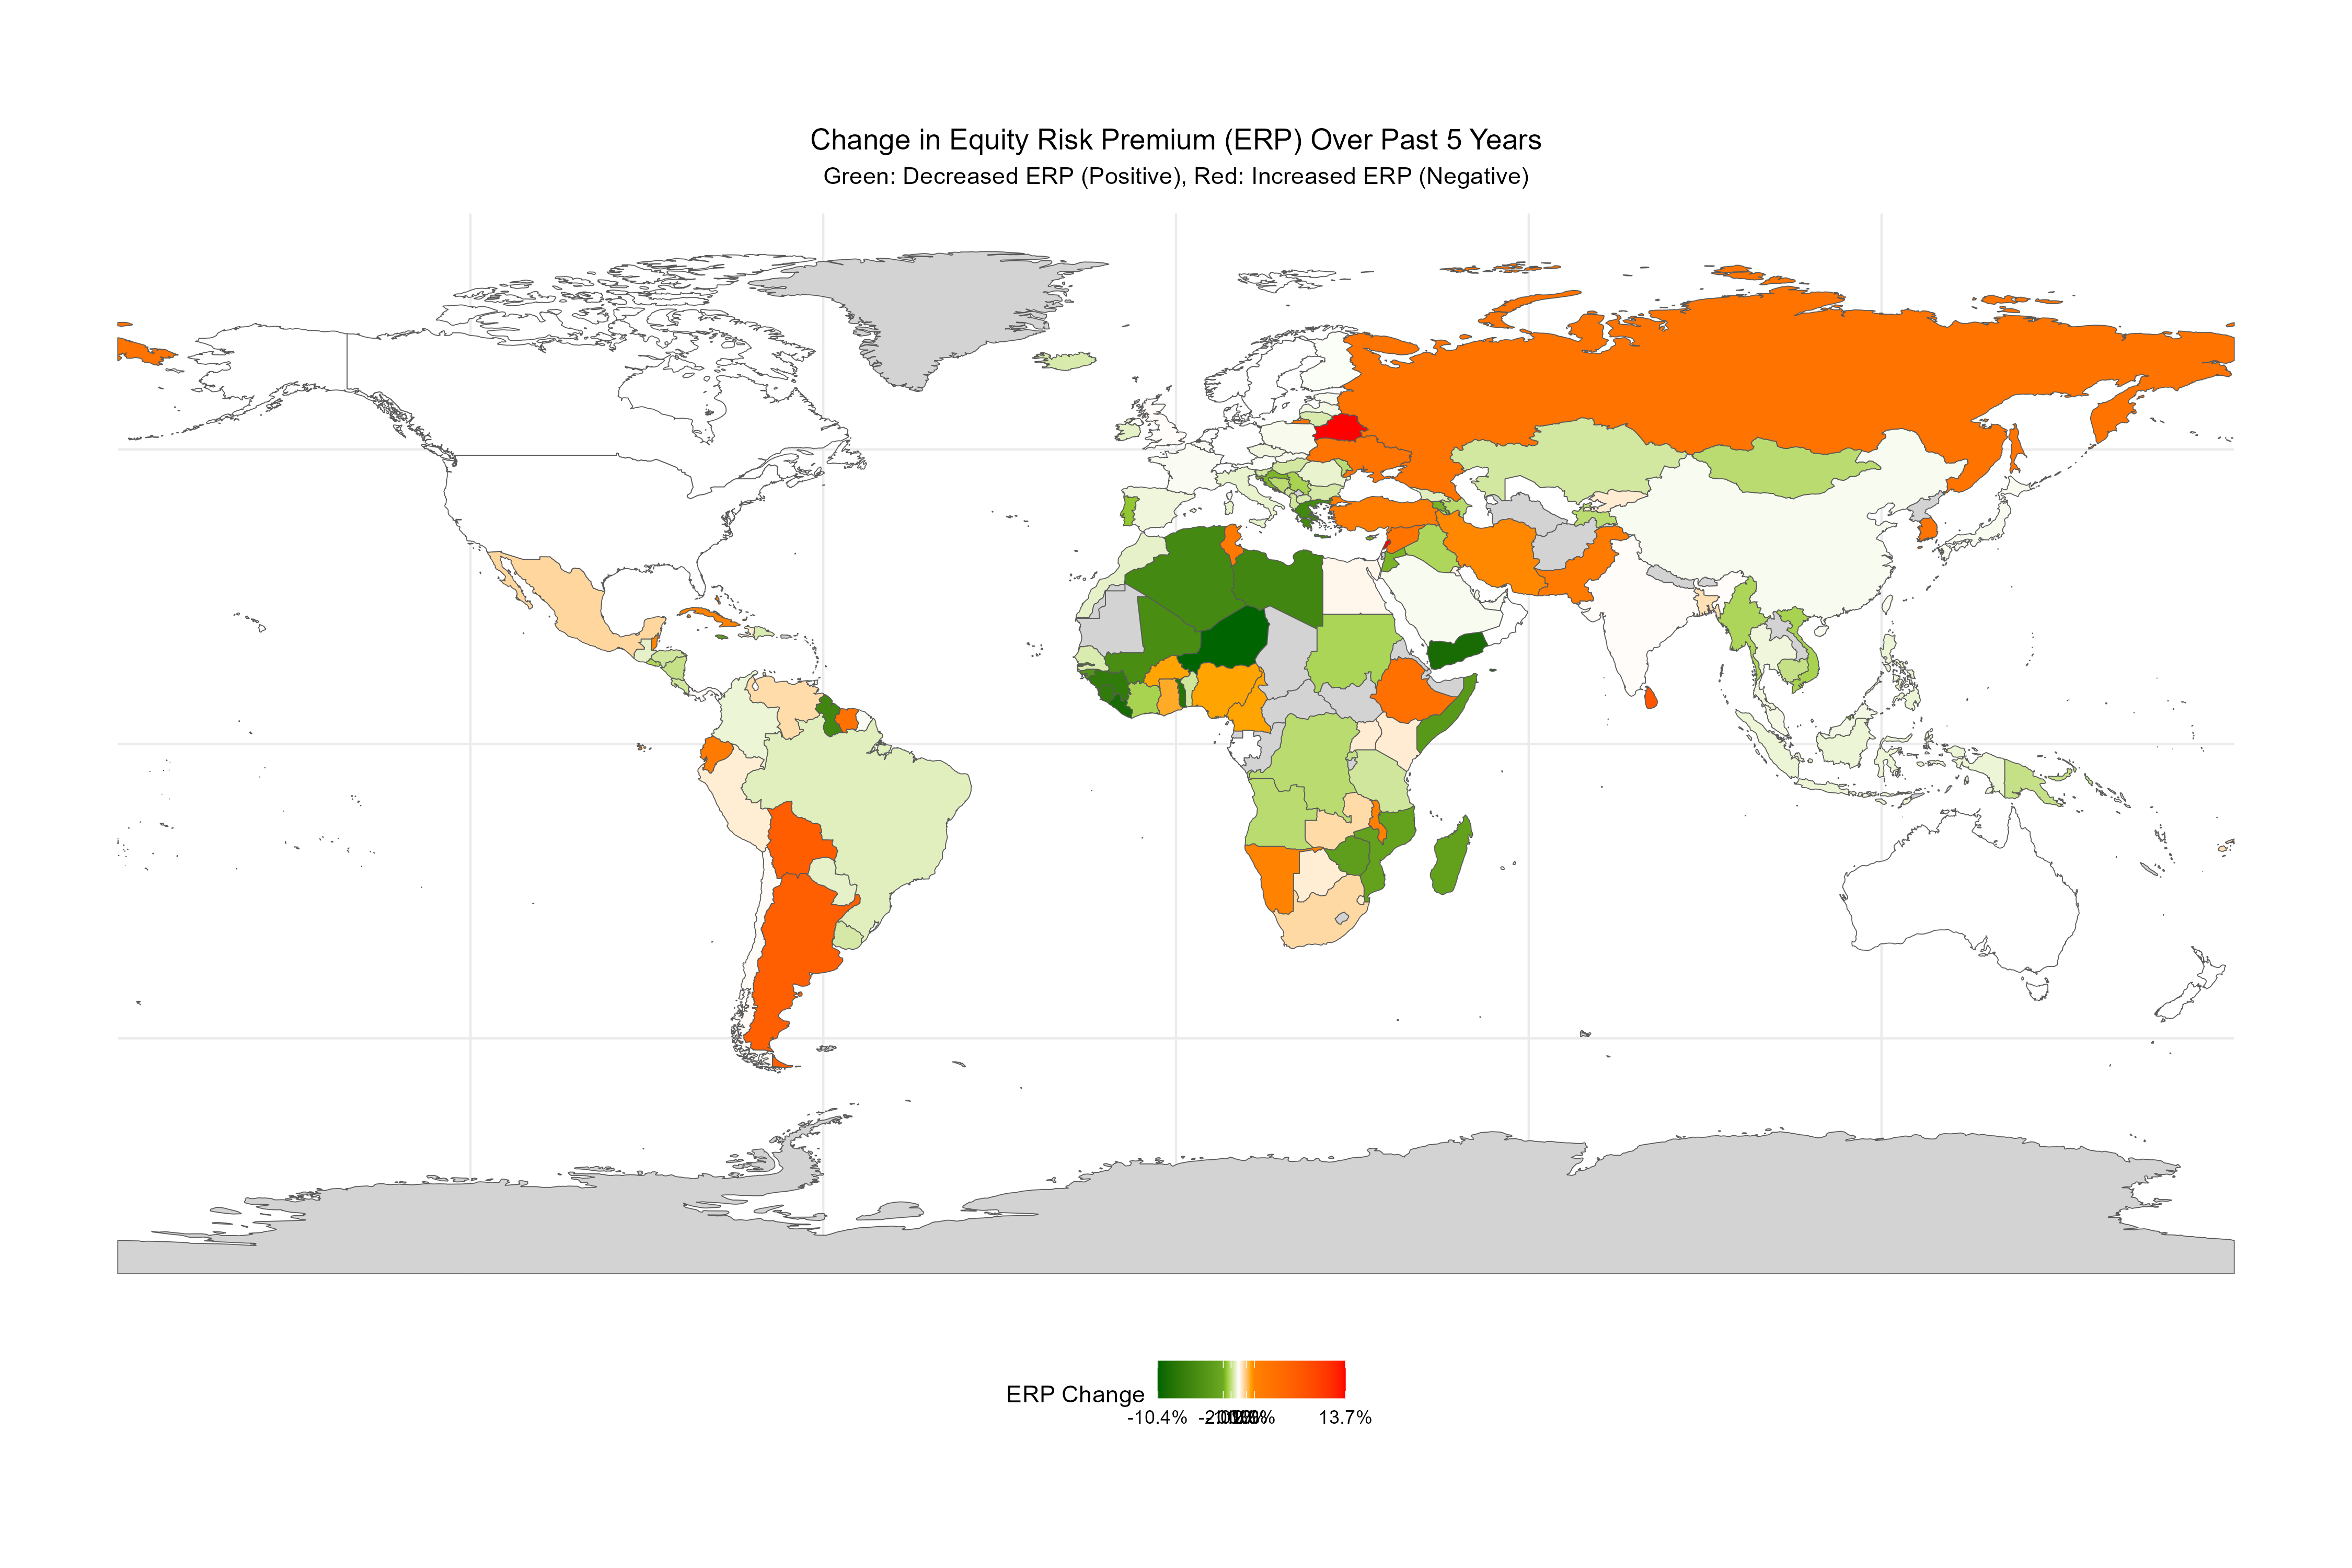 Change in Equity Risk Premium (ERP) Over Past 5 Years
Green: Decreased ERP (Positive), Red: Increased ERP (Negative)
ERP Change
-10.4% 13.7%